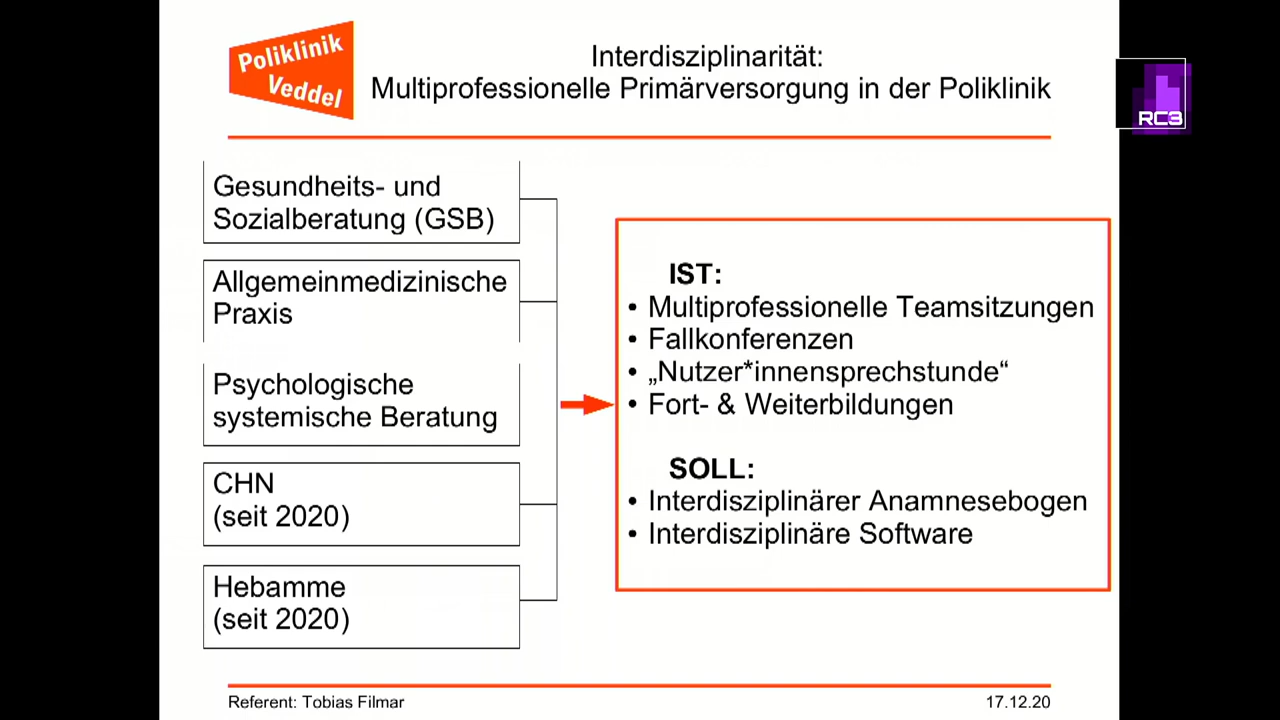 Poliklinik
Veddel
Interdisziplinarität:
Multiprofessionelle Primärversorgung in der Poliklinik
RC3
Gesundheits- und
Sozialberatung (GSB)
Allgemeinmedizinische
Praxis
Psychologische
systemische Beratung
CHN
(seit 2020)
Hebamme
(seit 2020)
IST:
• Multiprofessionelle Teamsitzungen
• Fallkonferenzen
• „Nutzer*innensprechstunde“
• Fort- & Weiterbildungen
SOLL:
• Interdisziplinärer Anamnesebogen
• Interdisziplinäre Software
Referent: Tobias Filmar
17.12.20